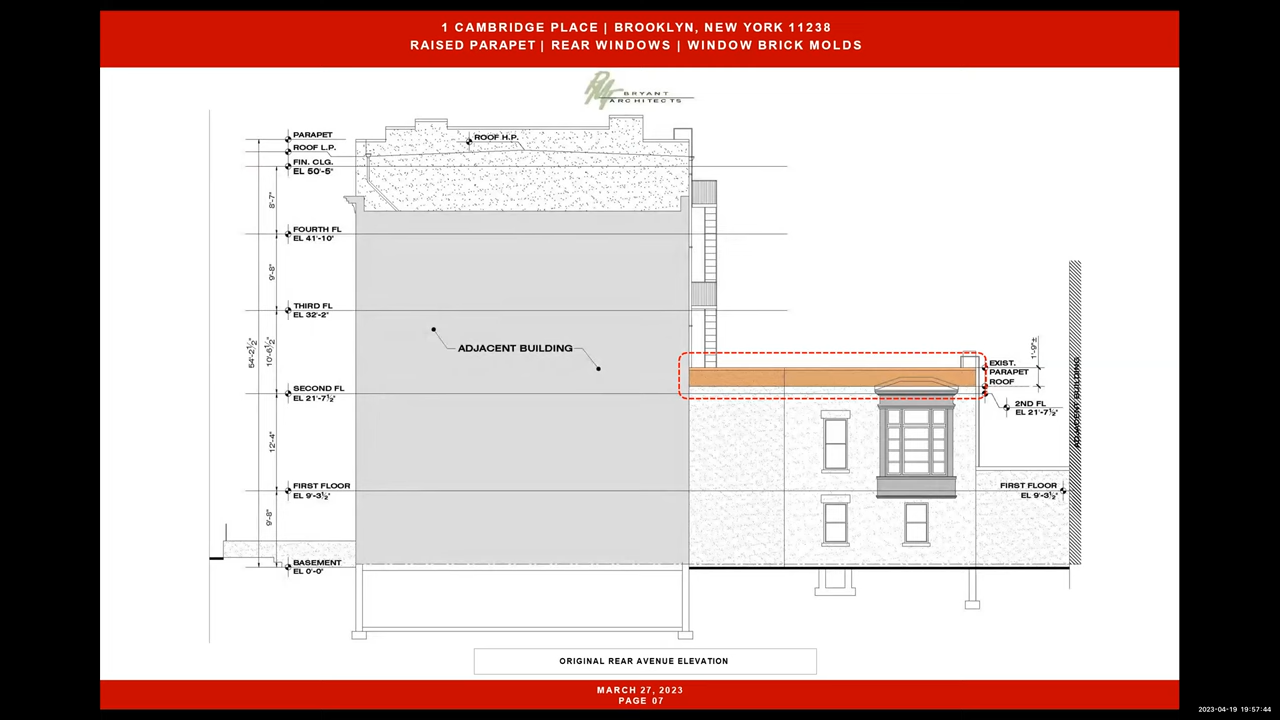 1 CAMBRIDGE PLACE | BROOKLYN, NEW YORK 11238
RAISED PARAPET | REAR WINDOWS | WINDOW BRICK MOLDS
BRYANT
ARCHITECTS
PARAPET
ROOF H.P.
ROOF L.P.
FIN. CLG.
EL 50'-5"
8'-7"
FOURTH FL
EL 41'-10"
9'-8"
THIRD FL
EL 32'-2"
54'-2½"
10'-6½"
ADJACENT BUILDING
1'-9"±
EXIST.
PARAPET
ROOF
SECOND FL
EL 21'-7½"
2ND FL
EL 21'-7½"
ADJACENT BUILDING
12'-4"
FIRST FLOOR
EL 9'-3½"
FIRST FLOOR
EL 9'-3½"
9'-8"
BASEMENT
EL 0'-0"
ORIGINAL REAR AVENUE ELEVATION
MARCH 27, 2023
PAGE 07
2023-04-19 19:57:44